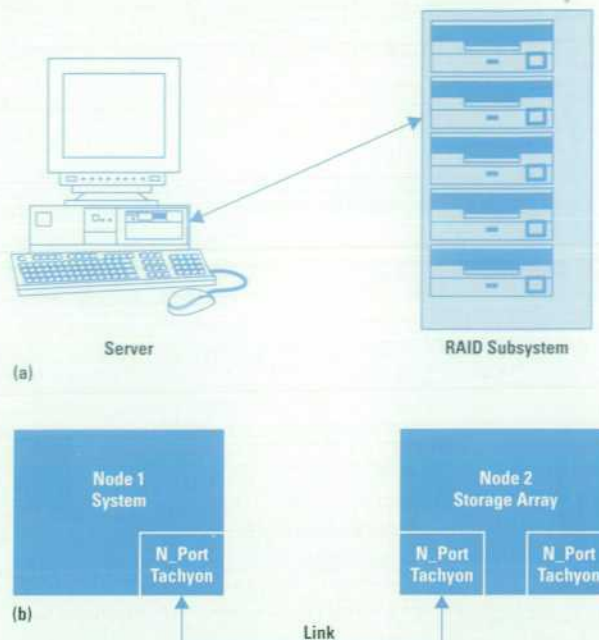 Server
RAID Subsystem
(a)
Node 1
System
Node 2
Storage Array
N_Port
Tachyon
N_Port
Tachyon
N_Port
Tachyon
(b)
Link